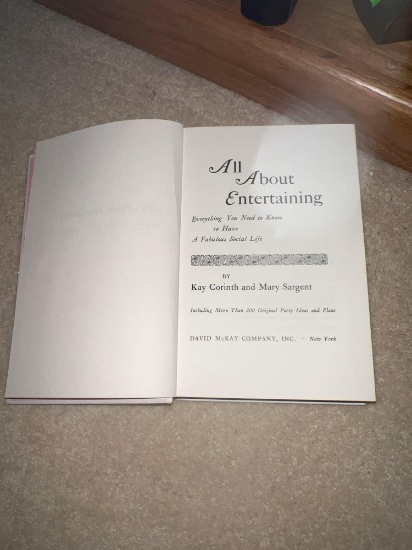 All
About
Entertaining
Everything You Need to Know
to Have
A Fabulous Social Life
BY
Kay Corinth and Mary Sargent
Including More Than 200 Original Party Ideas and Plans
DAVID McKAY COMPANY, INC. · New York